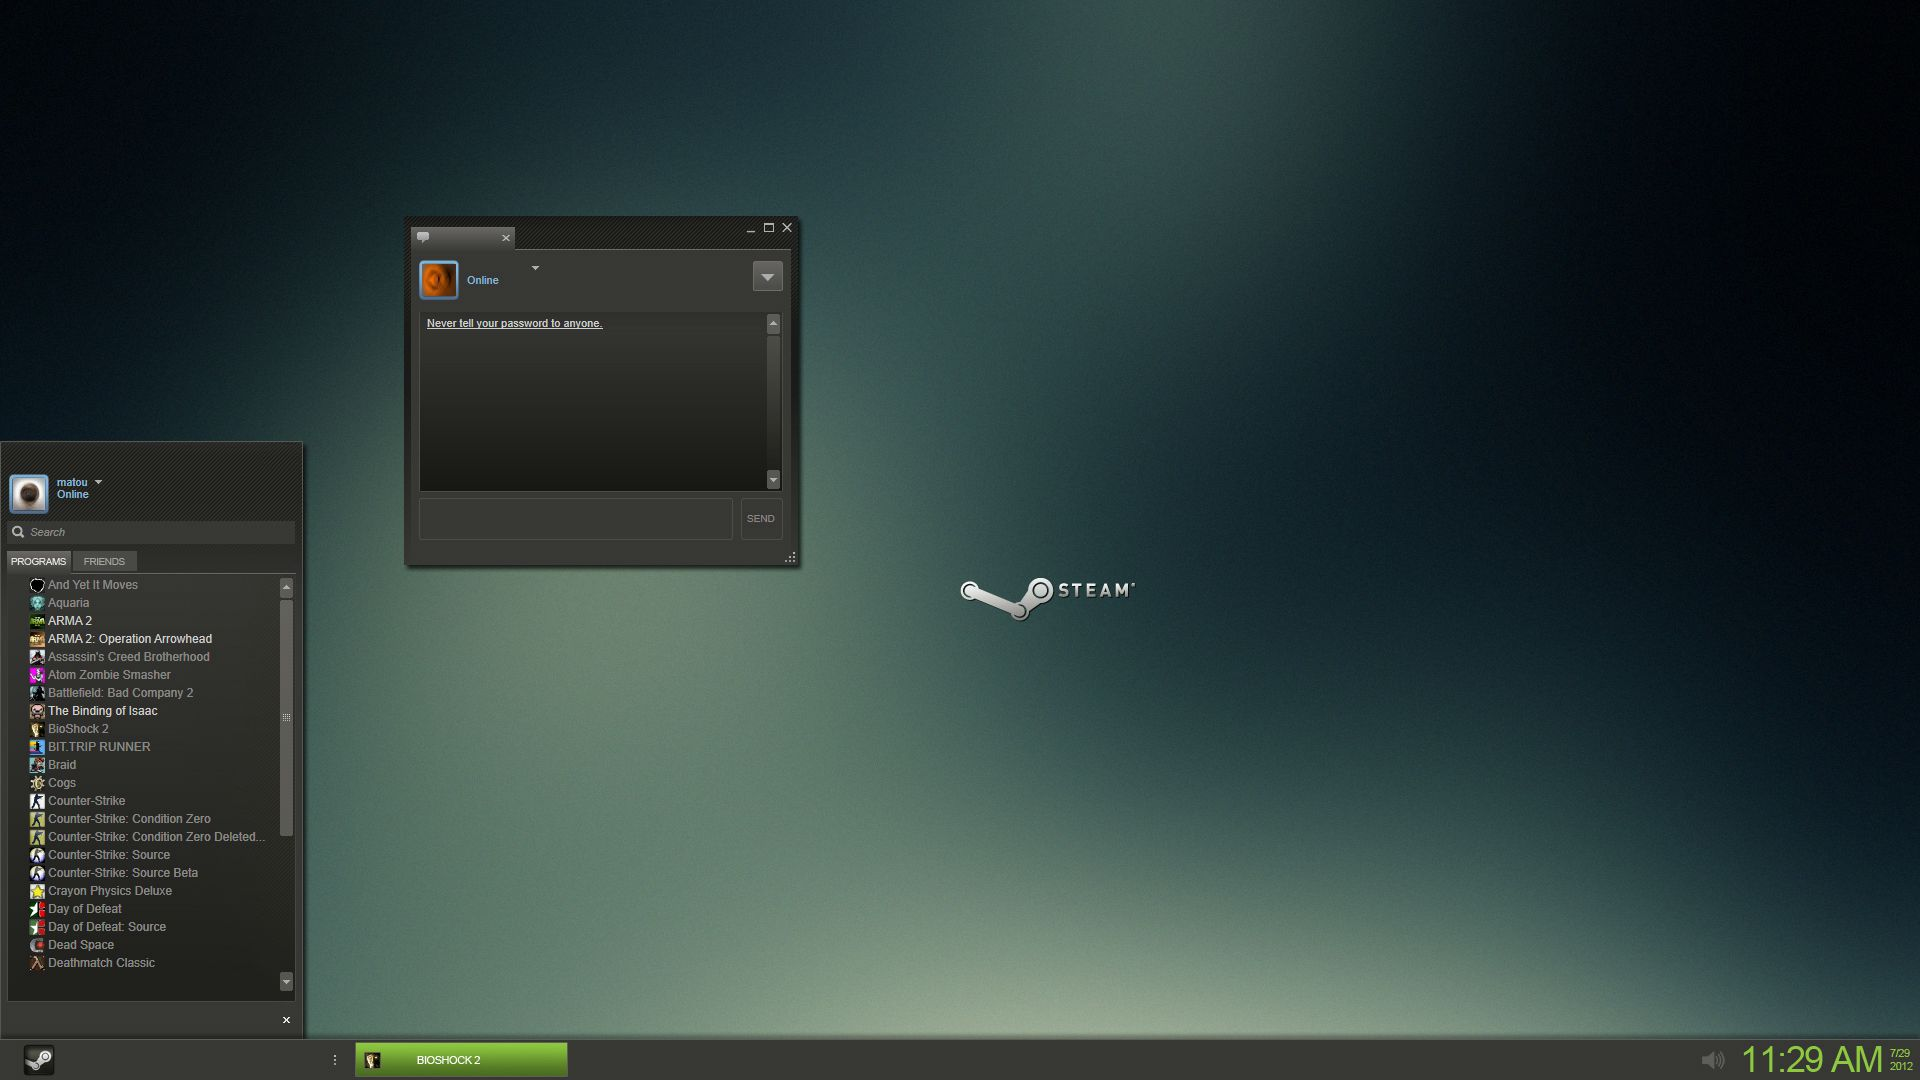 Online
Never tell your password to anyone.
SEND
STEAM
matou
Online
Search
PROGRAMS FRIENDS
And Yet It Moves
Aquaria
ARMA 2
ARMA 2: Operation Arrowhead
Assassin's Creed Brotherhood
Atom Zombie Smasher
Battlefield: Bad Company 2
The Binding of Isaac
BioShock 2
BIT.TRIP RUNNER
Braid
Cogs
Counter-Strike
Counter-Strike: Condition Zero
Counter-Strike: Condition Zero Deleted...
Counter-Strike: Source
Counter-Strike: Source Beta
Crayon Physics Deluxe
Day of Defeat
Day of Defeat: Source
Dead Space
Deathmatch Classic
BIOSHOCK 2
11:29 AM
7/29
2012